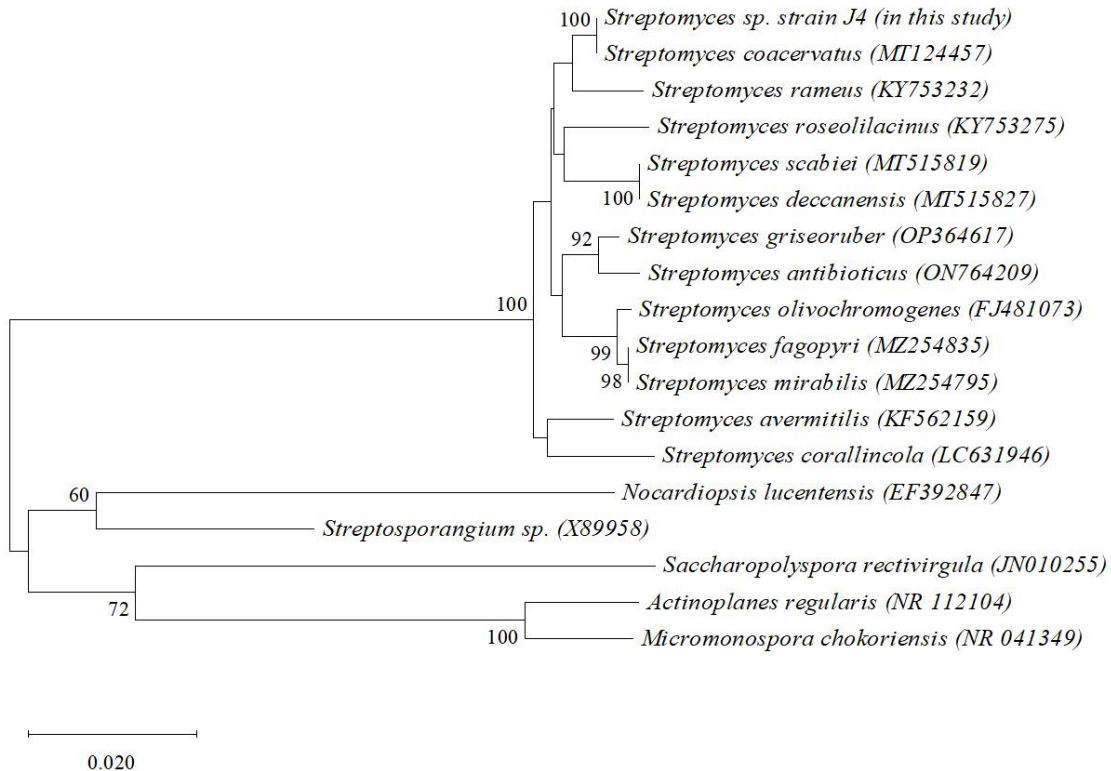 100 Streptomyces sp. strain J4 (in this study)
Streptomyces coacervatus (MT124457)
Streptomyces rameus (KY753232)
Streptomyces roseolilacinus (KY753275)
Streptomyces scabiei (MT515819)
100 Streptomyces deccanensis (MT515827)
92 Streptomyces griseoruber (OP364617)
Streptomyces antibioticus (ON764209)
100 Streptomyces olivochromogenes (FJ481073)
99 Streptomyces fagopyri (MZ254835)
98 Streptomyces mirabilis (MZ254795)
Streptomyces avermitilis (KF562159)
Streptomyces corallincola (LC631946)
60 Nocardiopsis lucentensis (EF392847)
Streptosporangium sp. (X89958)
Saccharopolyspora rectivirgula (JN010255)
72 Actinoplanes regularis (NR 112104)
100 Micromonospora chokoriensis (NR 041349)
0.020